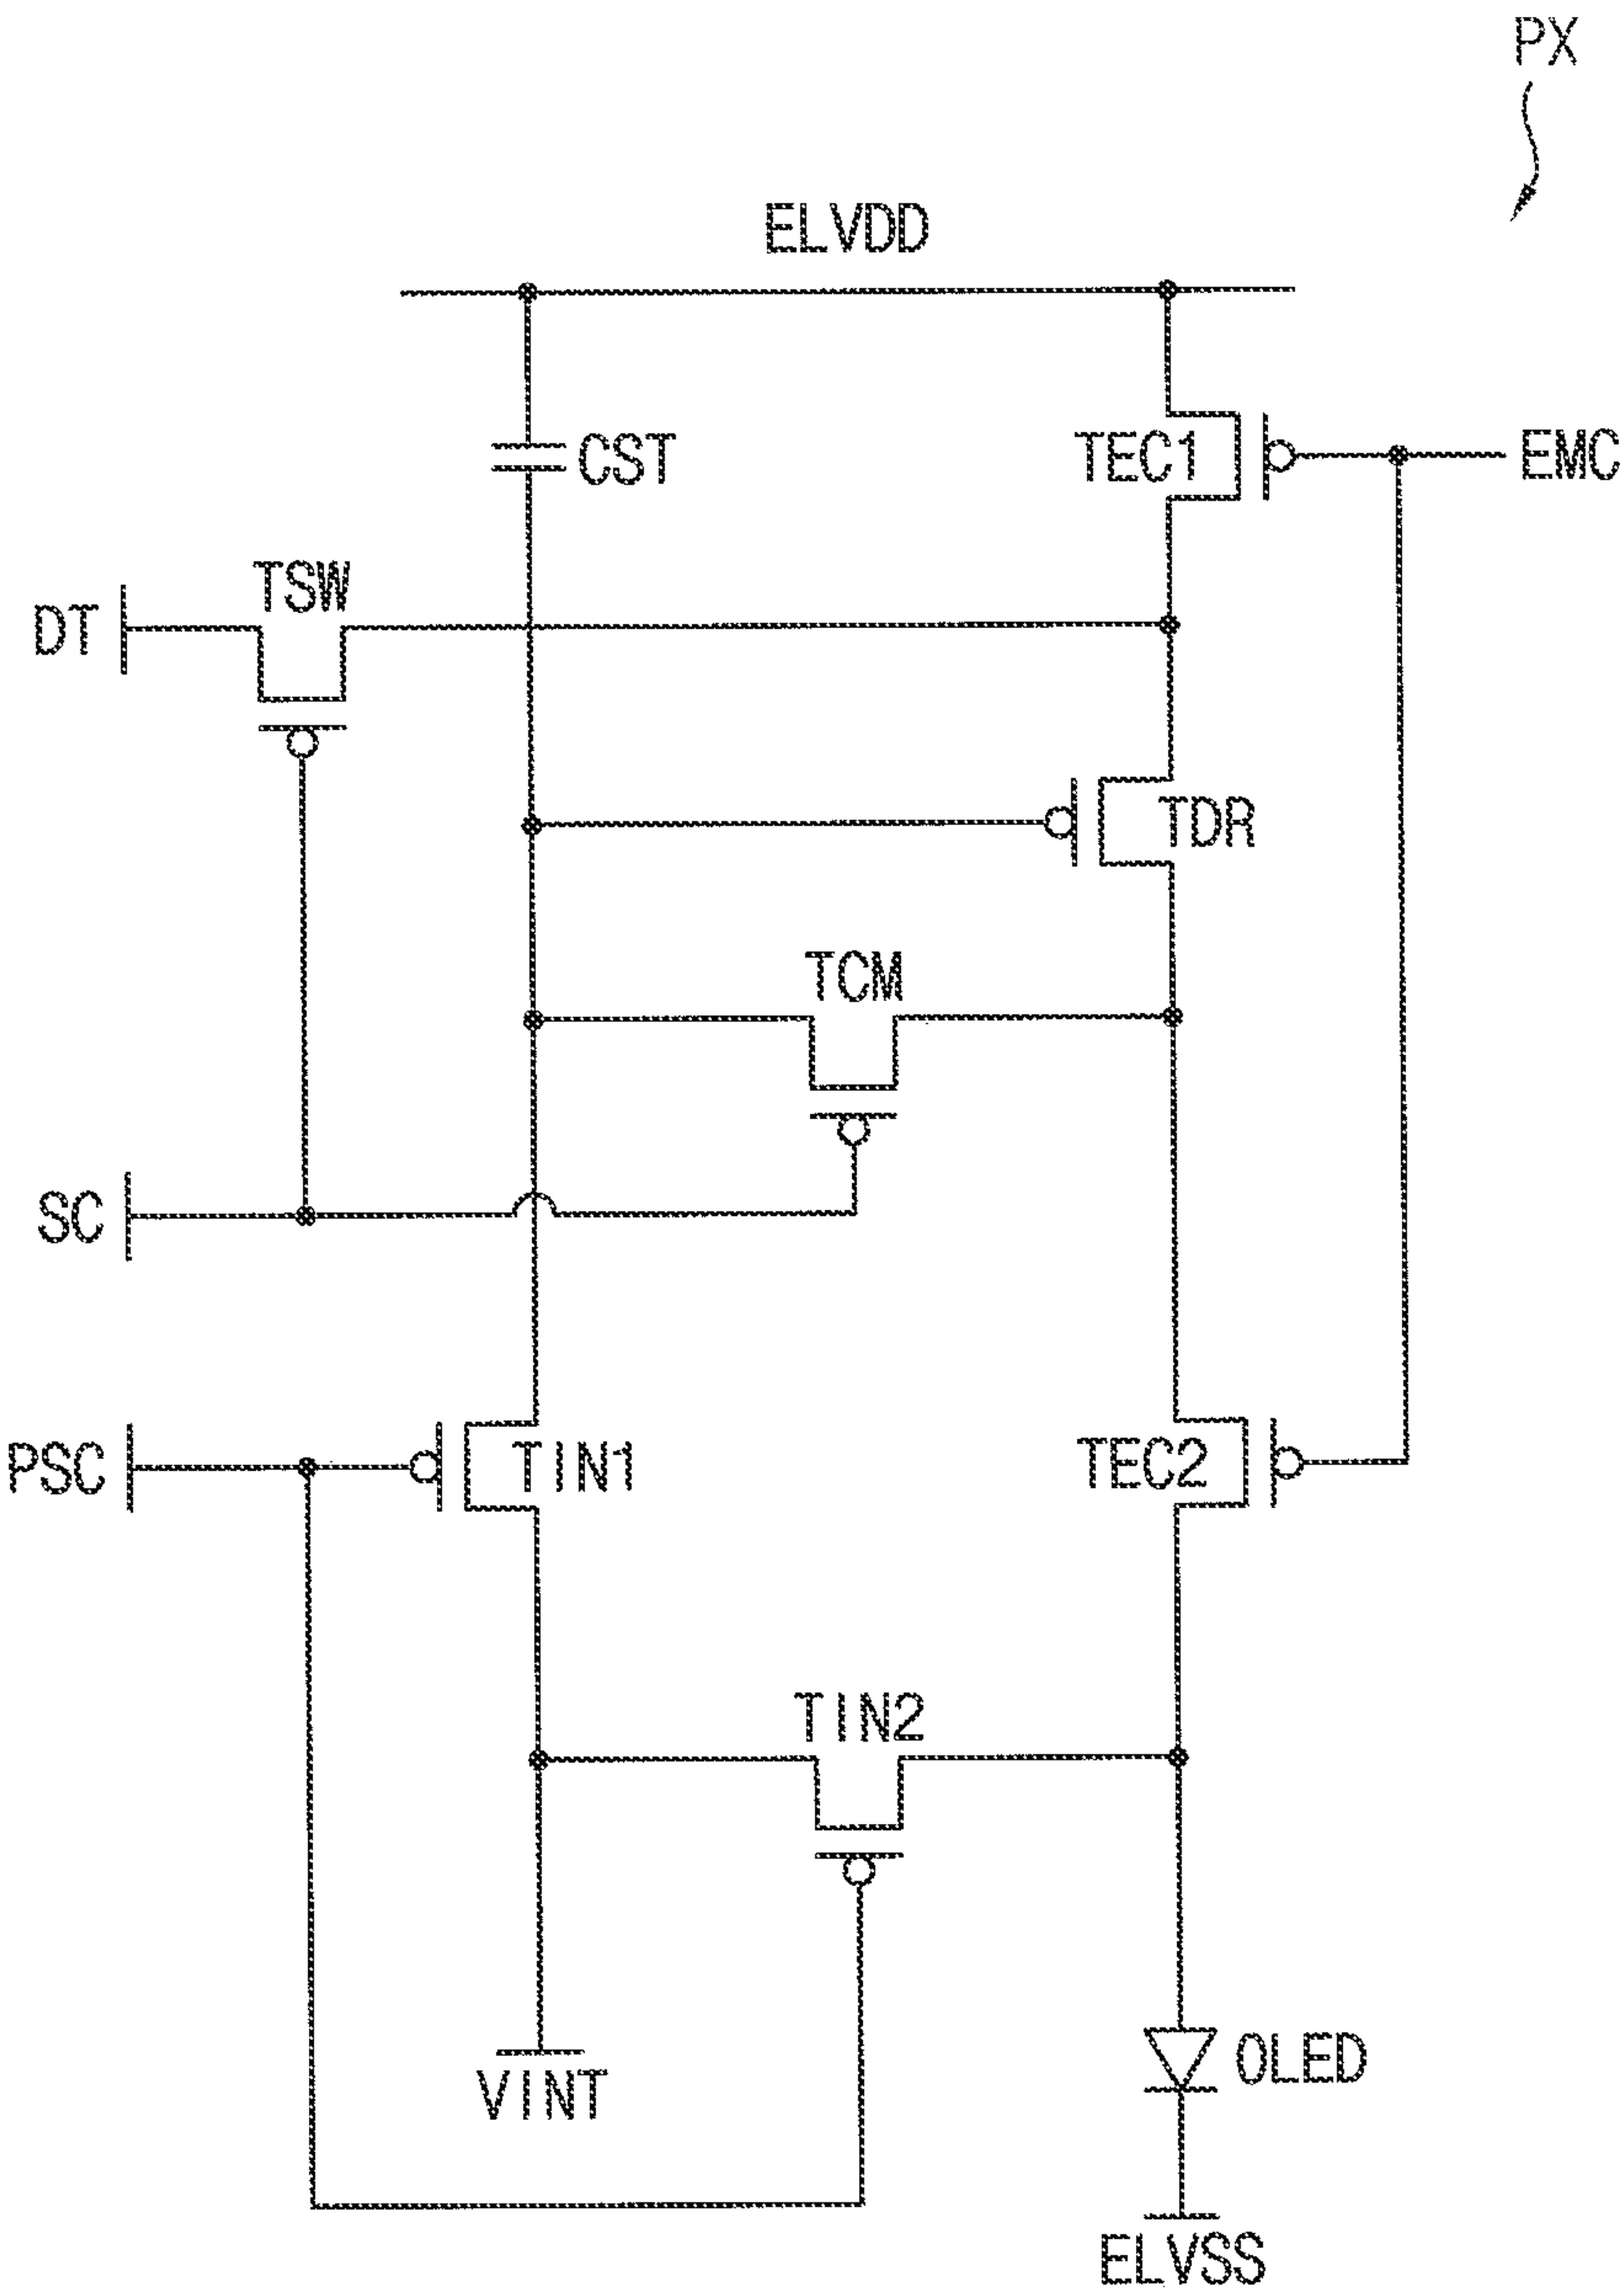 PX
ELVDD
CST
TEC1
EMC
TSW
DT
TDR
TCM
SC
PSC
TIN1
TEC2
TIN2
VINT
OLED
ELVSS